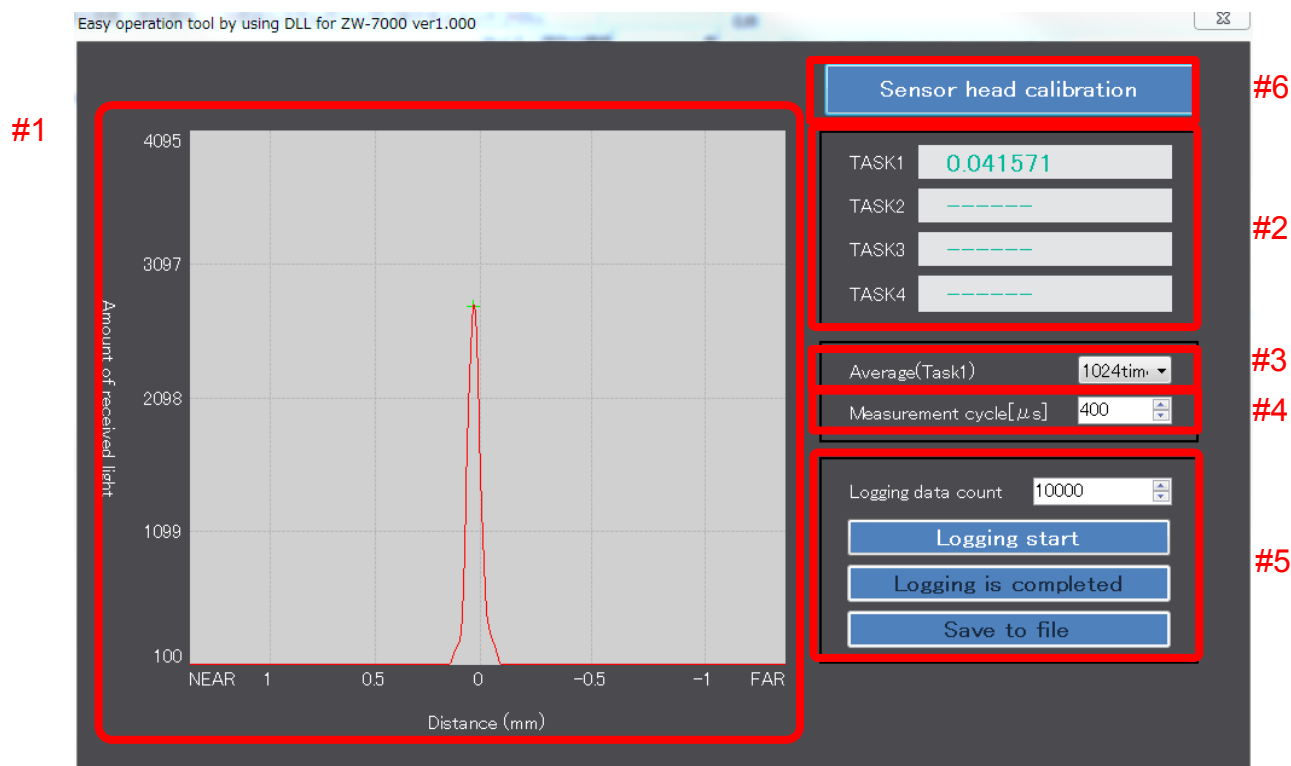 Easy operation tool by using DLL for ZW-7000 ver1.000
Sensor head calibration
#6
#1
4095
3097
2098
1099
100
Amount of received light
NEAR 1 0.5 0 -0.5 -1 FAR
Distance (mm)
TASK1 0.041571
TASK2 ------
TASK3 ------
TASK4 ------
#2
Average(Task1) 1024tim
#3
Measurement cycle[μs] 400
#4
Logging data count 10000
Logging start
Logging is completed
Save to file
#5